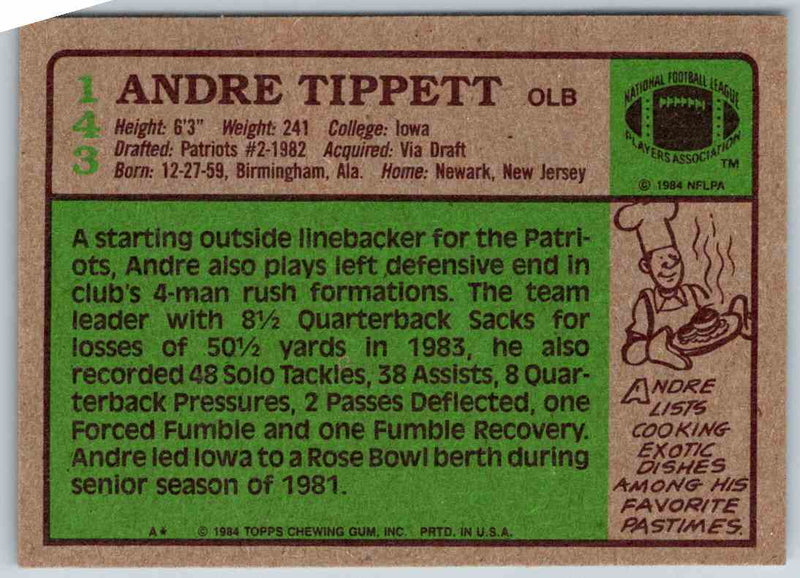 143
ANDRE TIPPETT OLB
Height: 6'3" Weight: 241 College: Iowa
Drafted: Patriots #2-1982 Acquired: Via Draft
Born: 12-27-59, Birmingham, Ala. Home: Newark, New Jersey
NATIONAL FOOTBALL LEAGUE
PLAYERS ASSOCIATION
TM
© 1984 NFLPA
A starting outside linebacker for the Patri-
ots, Andre also plays left defensive end in
club's 4-man rush formations. The team
leader with 8½ Quarterback Sacks for
losses of 50½ yards in 1983, he also
recorded 48 Solo Tackles, 38 Assists, 8 Quar-
terback Pressures, 2 Passes Deflected, one
Forced Fumble and one Fumble Recovery.
Andre led Iowa to a Rose Bowl berth during
senior season of 1981.
ANDRE
LISTS
COOKING
EXOTIC
DISHES
AMONG HIS
FAVORITE
PASTIMES.
A* © 1984 TOPPS CHEWING GUM, INC. PRTD. IN U.S.A.